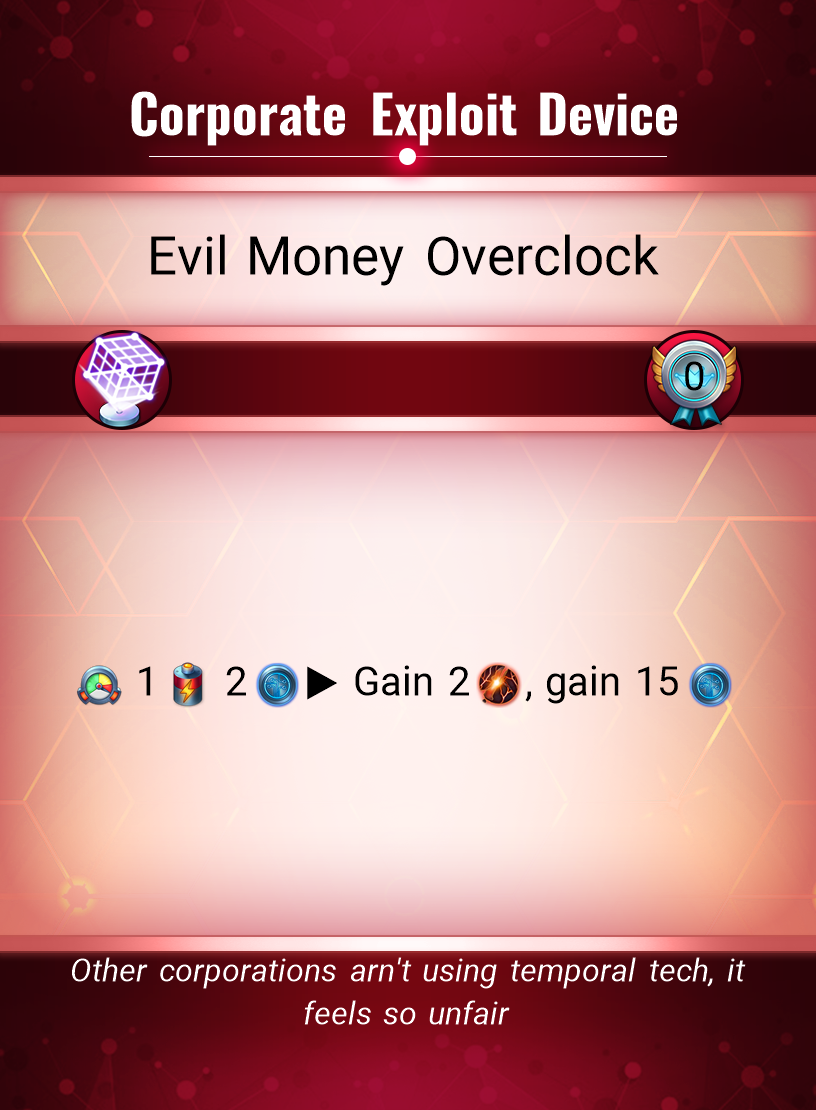 Corporate Exploit Device
Evil Money Overclock
0
1 2 ▶ Gain 2 , gain 15
Other corporations arn't using temporal tech, it
feels so unfair